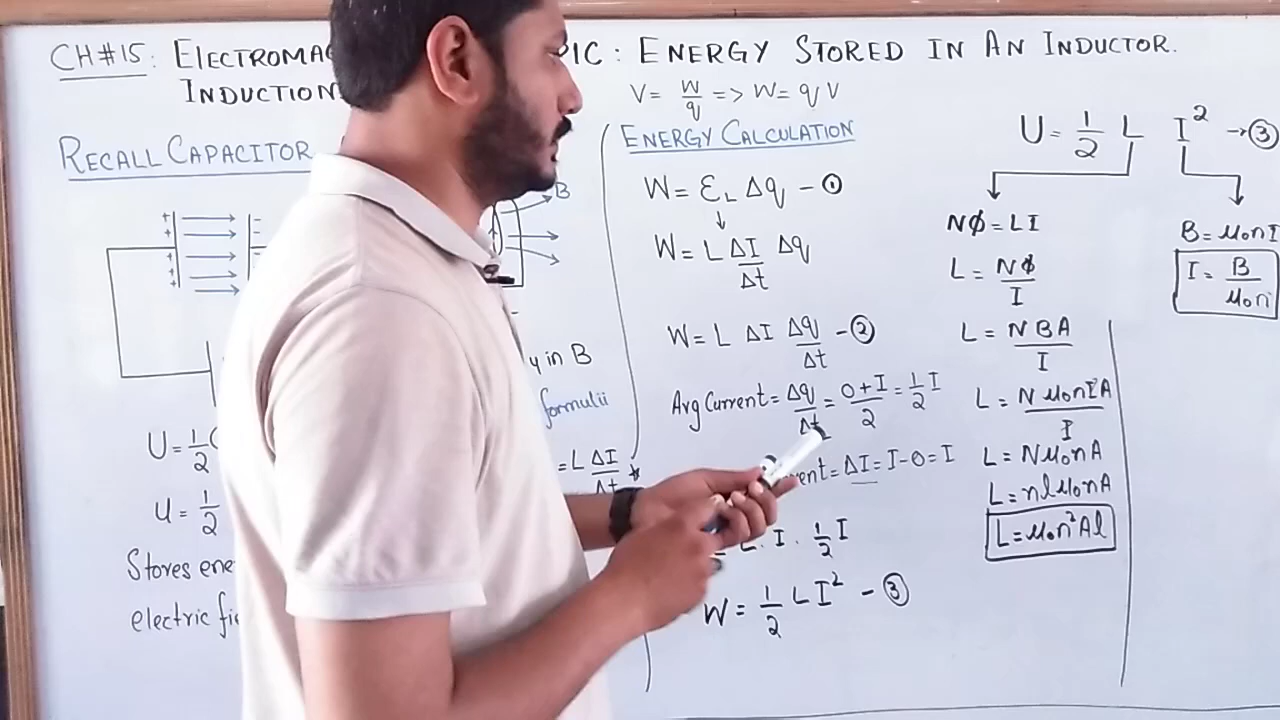 CH#15: ELECTROMA
PIC: ENERGY STORED IN AN INDUCTOR.
INDUCTION
V = W/q => W = qV
RECALL CAPACITOR
B
U = 1/2
U = 1/2
Stores ene
electric fi
y in B
formulii
= L ΔI/Δt *
ENERGY CALCULATION
W = ε_L Δq - ①
W = L ΔI/Δt Δq
W = L ΔI Δq/Δt - ②
Avg Current = Δq/Δt = 0+I/2 = 1/2 I
ent = ΔI = I-0 = I
L. I. 1/2 I
W = 1/2 LI² - ③
U = 1/2 L I² → ③
NΦ = LI
L = NΦ/I
L = NBA/I
L = Nμ₀nIA/I
L = Nμ₀nA
L = nlμ₀nA
L = μ₀n²Al
B = μ₀nI
I = B/μ₀n